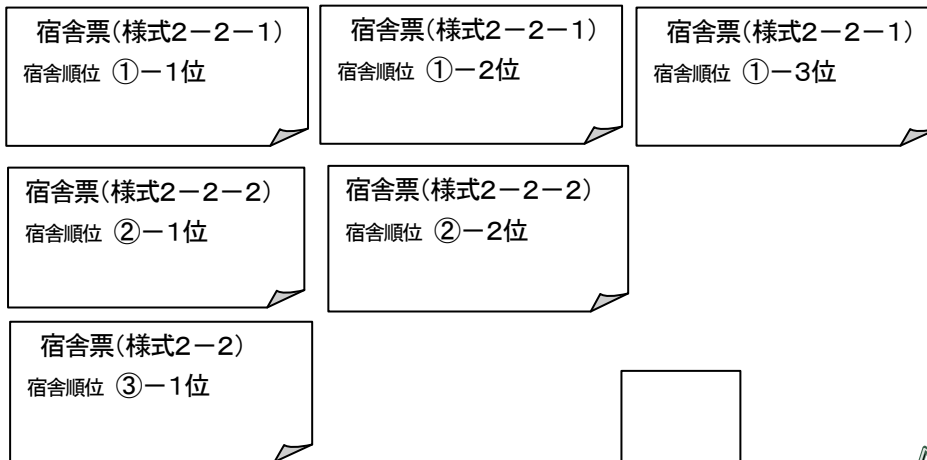 宿舎票(様式2－2－1)
宿舎順位 ①－1位
宿舎票(様式2－2－1)
宿舎順位 ①－2位
宿舎票(様式2－2－1)
宿舎順位 ①－3位
宿舎票(様式2－2－2)
宿舎順位 ②－1位
宿舎票(様式2－2－2)
宿舎順位 ②－2位
宿舎票(様式2－2)
宿舎順位 ③－1位